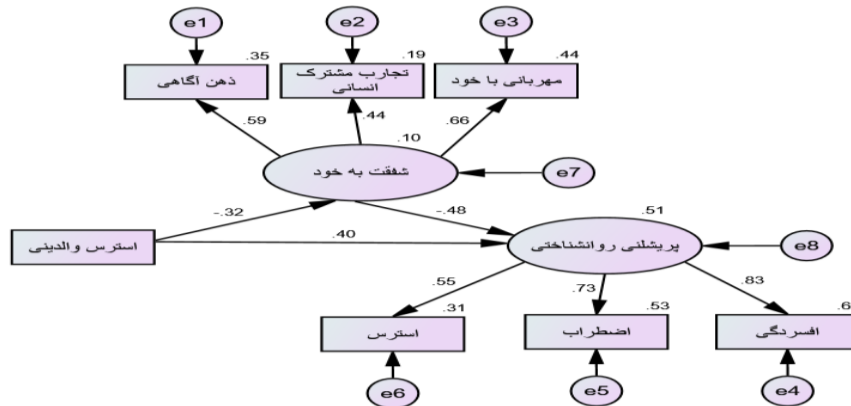 e1
e2
e3
.35
.19
.44
ذهن آگاهی
تجارب مشترک
انسانی
مهربانی با خود
.59
.44
.66
.10
شفقت به خود
e7
-.32
-.48
.51
استرس والدینی
.40
پریشلنی روانشناختی
e8
.55
.73
.83
.31
.53
استرس
اضطراب
افسردگی
e6
e5
e4